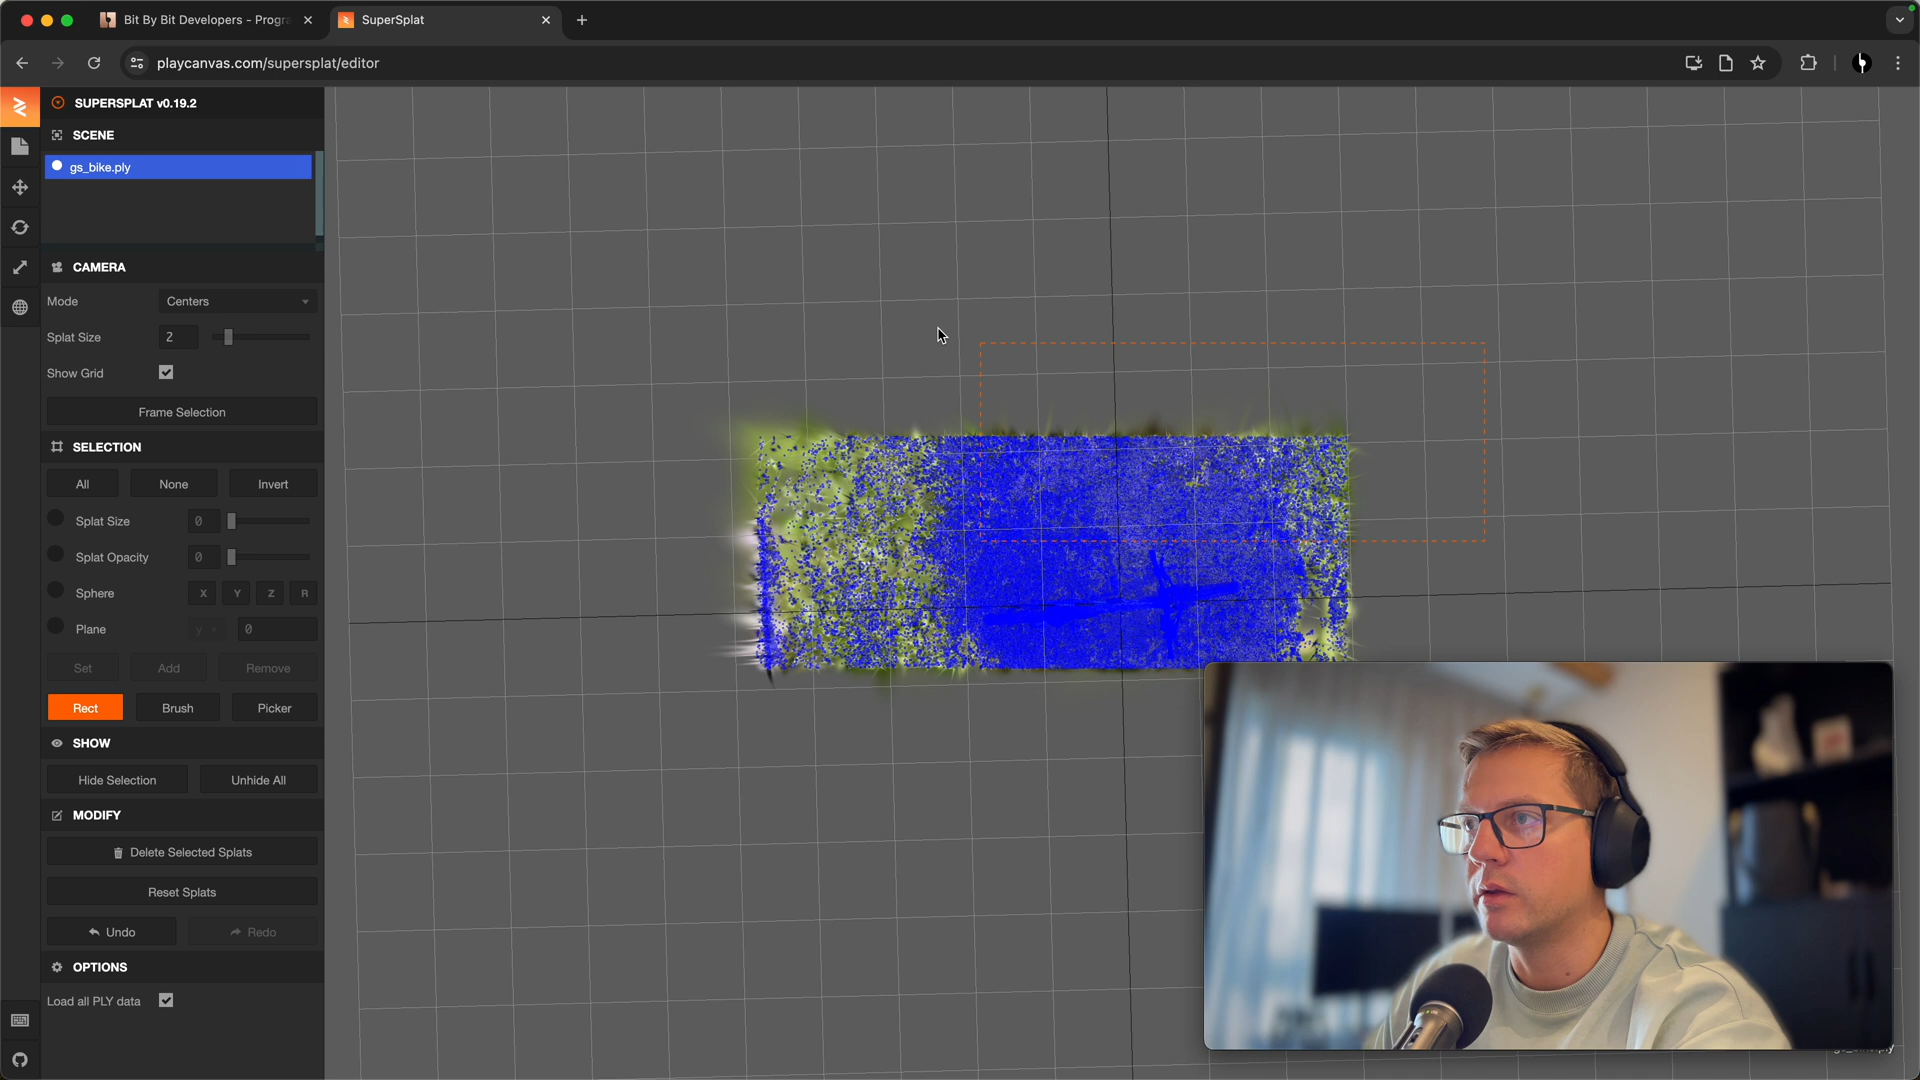 Bit By Bit Developers - Progra
SuperSplat
playcanvas.com/supersplat/editor
SUPERSPLAT v0.19.2
SCENE
gs_bike.ply
CAMERA
Mode
Centers
Splat Size
2
Show Grid
Frame Selection
SELECTION
All
None
Invert
Splat Size
0
Splat Opacity
0
Sphere
X
Y
Z
R
Plane
y
0
Set
Add
Remove
Rect
Brush
Picker
SHOW
Hide Selection
Unhide All
MODIFY
Delete Selected Splats
Reset Splats
Undo
Redo
OPTIONS
Load all PLY data